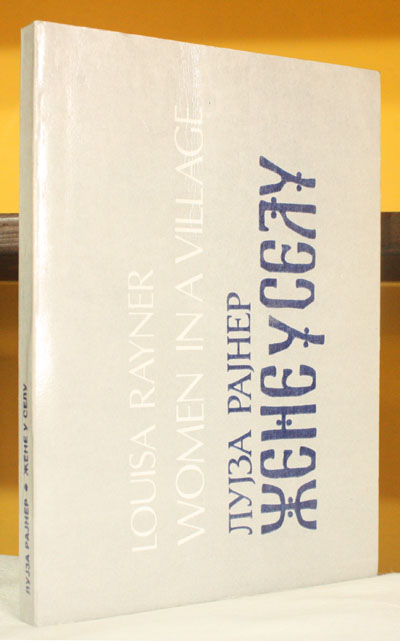 LOUISA RAYNER
WOMEN IN A VILLAGE
ЛУЈЗА РАЈНЕР
ЖЕНЕ У СЕЛУ
ЛУЈЗА РАЈНЕР ● ЖЕНЕ У СЕЛУ